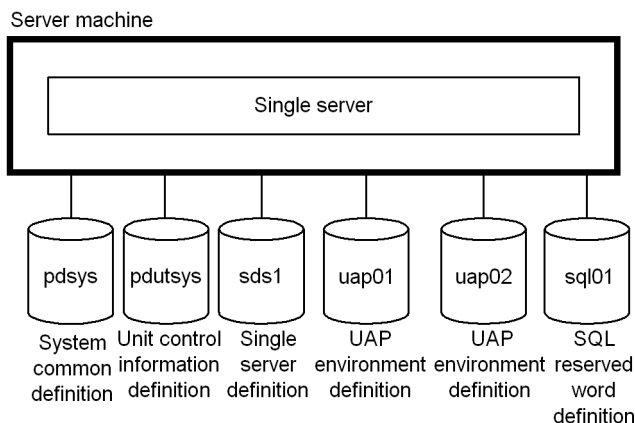 Server machine
Single server
pdsys
pdutsys
sds1
uap01
uap02
sql01
System
common
definition
Unit control
information
definition
Single
server
definition
UAP
environment
definition
UAP
environment
definition
SQL
reserved
word
definition